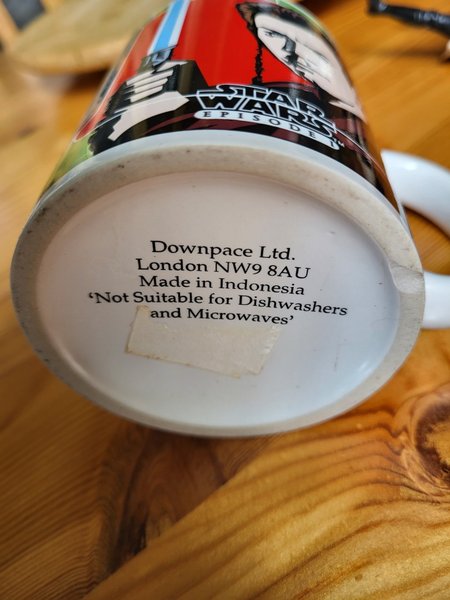 STAR
WARS
EPISODE I
Downpace Ltd.
London NW9 8AU
Made in Indonesia
‘Not Suitable for Dishwashers
and Microwaves’